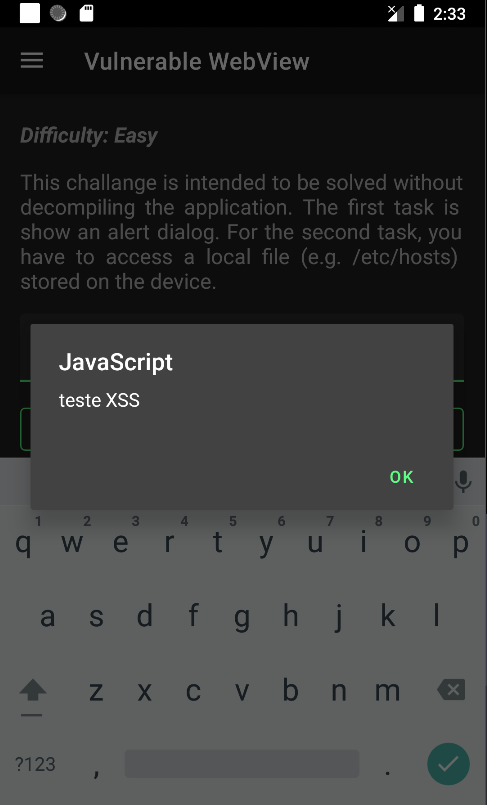 2:33
Vulnerable WebView
Difficulty: Easy
This challange is intended to be solved without
decompiling the application. The first task is
show an alert dialog. For the second task, you
have to access a local file (e.g. /etc/hosts)
stored on the device.
JavaScript
teste XSS
OK
1 2 3 4 5 6 7 8 9 0
q w e r t y u i o p
a s d f g h j k l
z x c v b n m
?123 , .